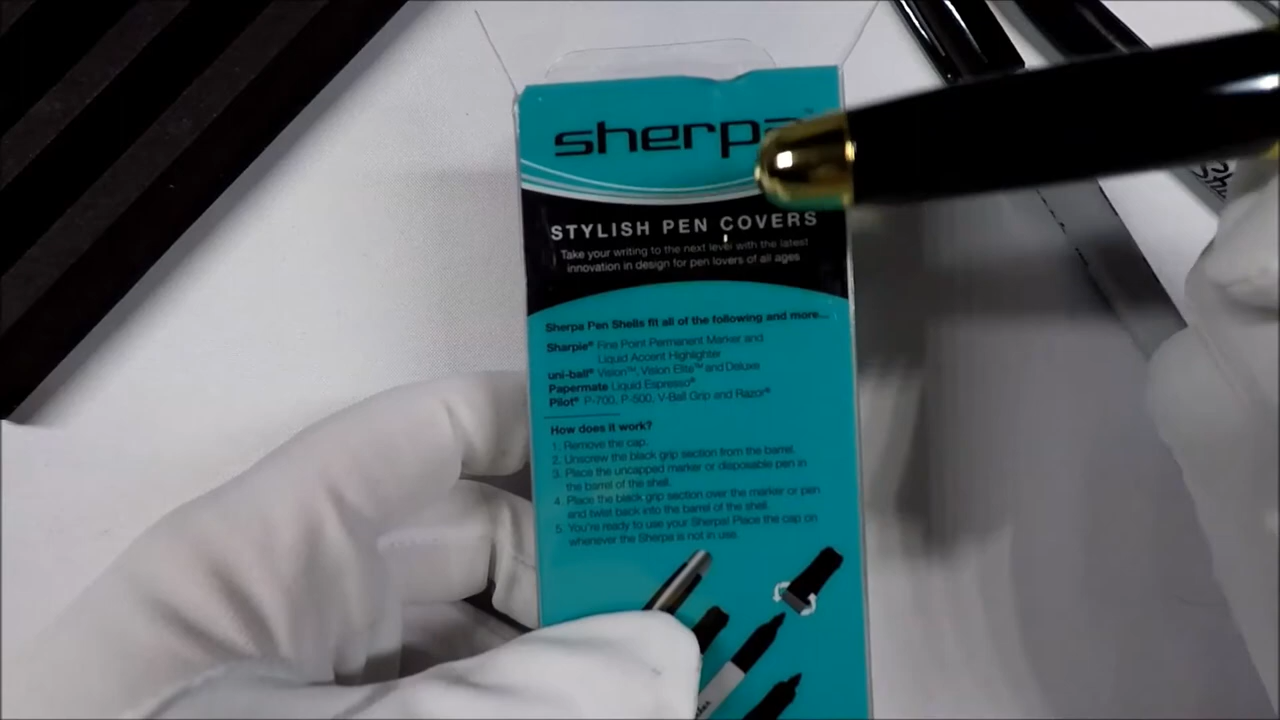 sherpa
STYLISH PEN COVERS
Take your writing to the next level with the latest
innovation in design for pen lovers of all ages
Sherpa Pen Shells fit all of the following and more...
Sharpie® Fine Point Permanent Marker and
Liquid Accent Highlighter
uni-ball® Vision™, Vision Elite™ and Deluxe
Papermate Liquid Espresso®
Pilot® P-700, P-500, V-Ball Grip and Razor®
How does it work?
1. Remove the cap.
2. Unscrew the black grip section from the barrel.
3. Place the uncapped marker or disposable pen in
the barrel of the shell.
4. Place the black grip section over the marker or pen
and twist back into the barrel of the shell.
5. You're ready to use your Sherpa! Place the cap on
whenever the Sherpa is not in use.